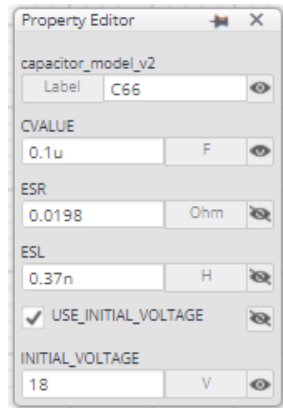 Property Editor
capacitor_model_v2
Label C66
CVALUE
0.1u F
ESR
0.0198 Ohm
ESL
0.37n H
USE_INITIAL_VOLTAGE
INITIAL_VOLTAGE
18 V